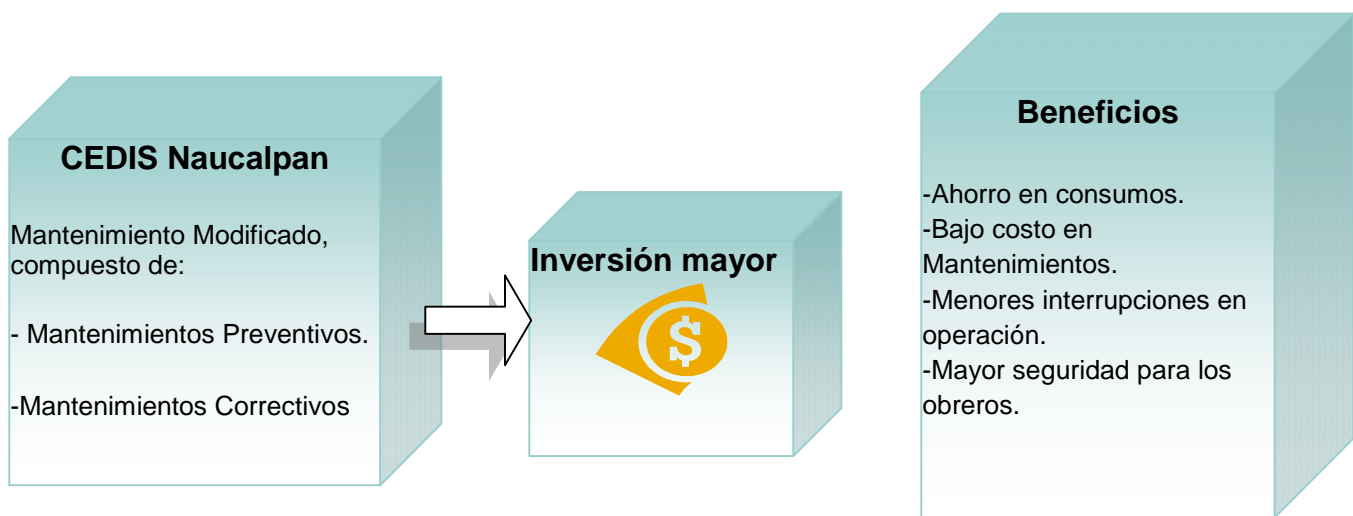 CEDIS Naucalpan
Mantenimiento Modificado,
compuesto de:
- Mantenimientos Preventivos.
-Mantenimientos Correctivos
Inversión mayor
$
Beneficios
-Ahorro en consumos.
-Bajo costo en
Mantenimientos.
-Menores interrupciones en
operación.
-Mayor seguridad para los
obreros.